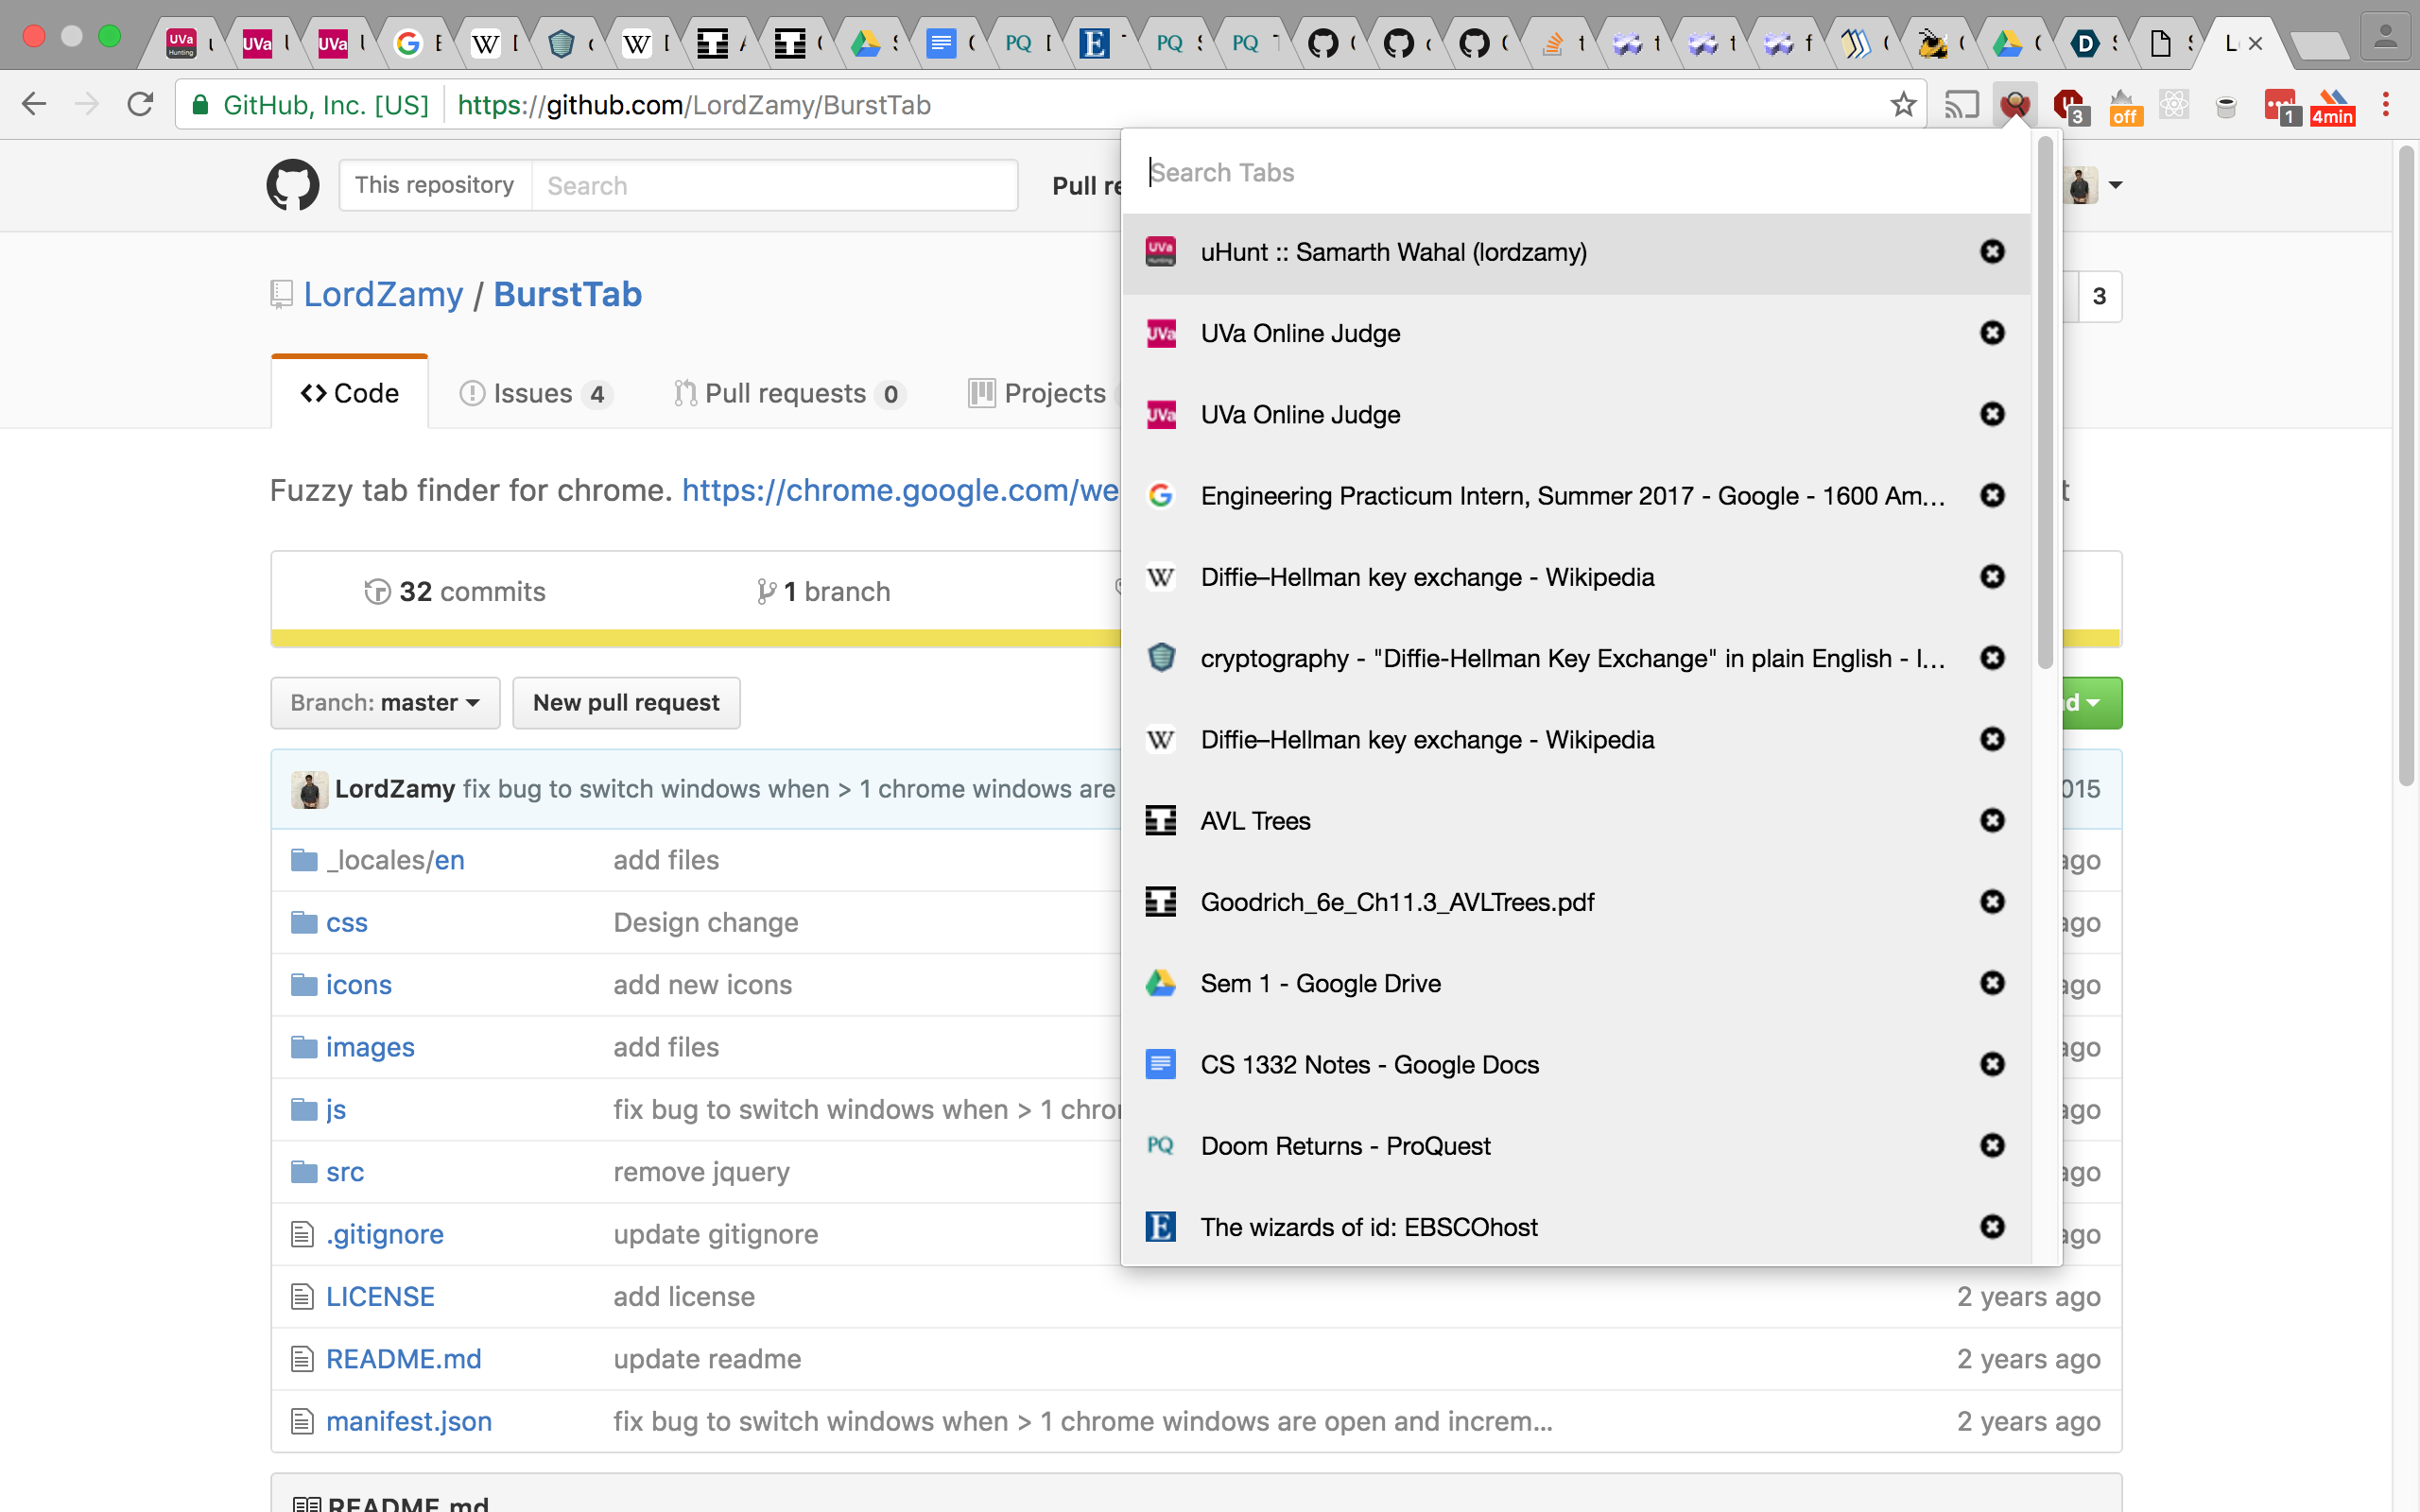 GitHub, Inc. [US] https://github.com/LordZamy/BurstTab
3
off
1
4min
This repository Search
Pull re
Search Tabs
uHunt :: Samarth Wahal (lordzamy)
UVa Online Judge
UVa Online Judge
Engineering Practicum Intern, Summer 2017 - Google - 1600 Am...
Diffie–Hellman key exchange - Wikipedia
cryptography - "Diffie-Hellman Key Exchange" in plain English - I...
Diffie–Hellman key exchange - Wikipedia
AVL Trees
Goodrich_6e_Ch11.3_AVLTrees.pdf
Sem 1 - Google Drive
CS 1332 Notes - Google Docs
Doom Returns - ProQuest
The wizards of id: EBSCOhost
LordZamy / BurstTab
3
Code Issues 4 Pull requests 0 Projects
Fuzzy tab finder for chrome. https://chrome.google.com/we
32 commits 1 branch
Branch: master New pull request
LordZamy fix bug to switch windows when > 1 chrome windows are
015
_locales/en add files ago
css Design change ago
icons add new icons ago
images add files ago
js fix bug to switch windows when > 1 chro ago
src remove jquery ago
.gitignore update gitignore ago
LICENSE add license 2 years ago
README.md update readme 2 years ago
manifest.json fix bug to switch windows when > 1 chrome windows are open and increm... 2 years ago
README.md